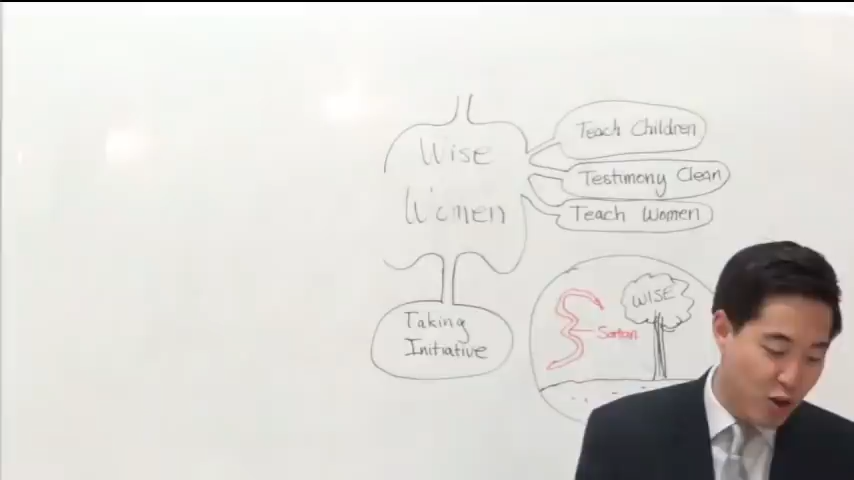 Wise
Women
Teach Children
Testimony Clean
Teach Women
Taking
Initiative
WISE
Satan